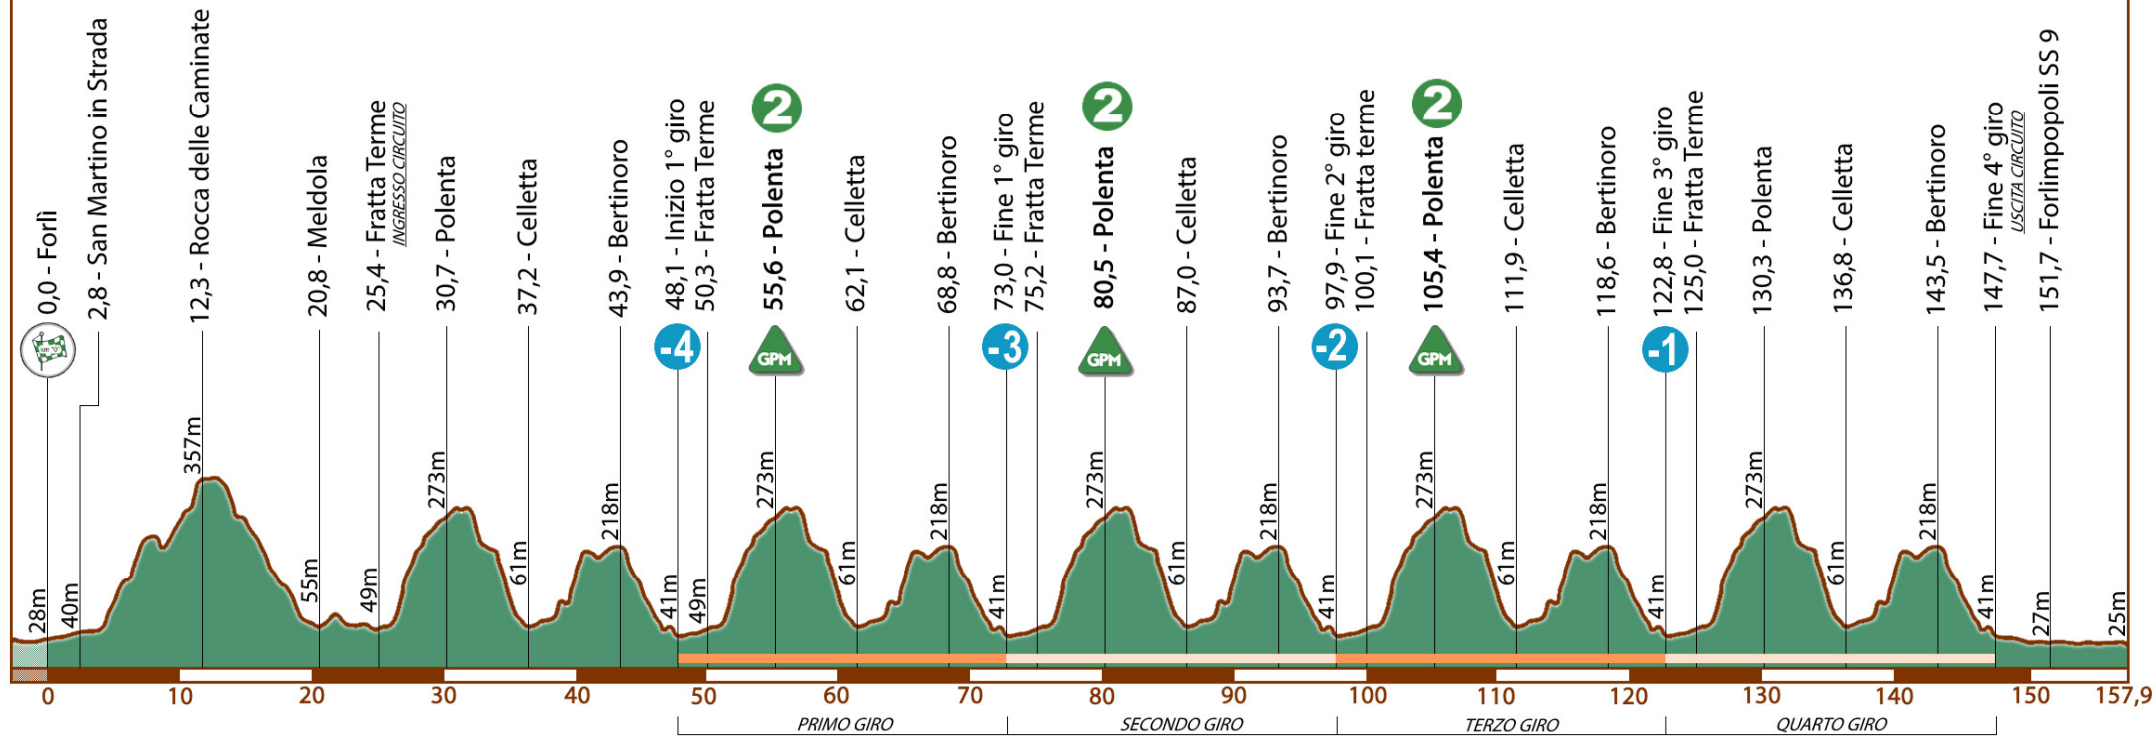 0,0 - Forlì
2,8 - San Martino in Strada
12,3 - Rocca delle Caminate
20,8 - Meldola
25,4 - Fratta Terme
INGRESSO CIRCUITO
30,7 - Polenta
37,2 - Celletta
43,9 - Bertinoro
48,1 - Inizio 1° giro
50,3 - Fratta Terme
2
55,6 - Polenta
62,1 - Celletta
68,8 - Bertinoro
73,0 - Fine 1° giro
75,2 - Fratta Terme
2
80,5 - Polenta
87,0 - Celletta
93,7 - Bertinoro
97,9 - Fine 2° giro
100,1 - Fratta terme
2
105,4 - Polenta
111,9 - Celletta
118,6 - Bertinoro
122,8 - Fine 3° giro
125,0 - Fratta Terme
130,3 - Polenta
136,8 - Celletta
143,5 - Bertinoro
147,7 - Fine 4° giro
USCITA CIRCUITO
151,7 - Forlimpopoli SS 9
km "0"
-4
GPM
-3
GPM
-2
GPM
-1
28m
40m
357m
55m
49m
273m
61m
218m
41m
49m
273m
61m
218m
41m
273m
61m
218m
41m
273m
61m
218m
41m
273m
61m
218m
41m
27m
25m
0
10
20
30
40
50
60
70
80
90
100
110
120
130
140
150
157,9
PRIMO GIRO
SECONDO GIRO
TERZO GIRO
QUARTO GIRO